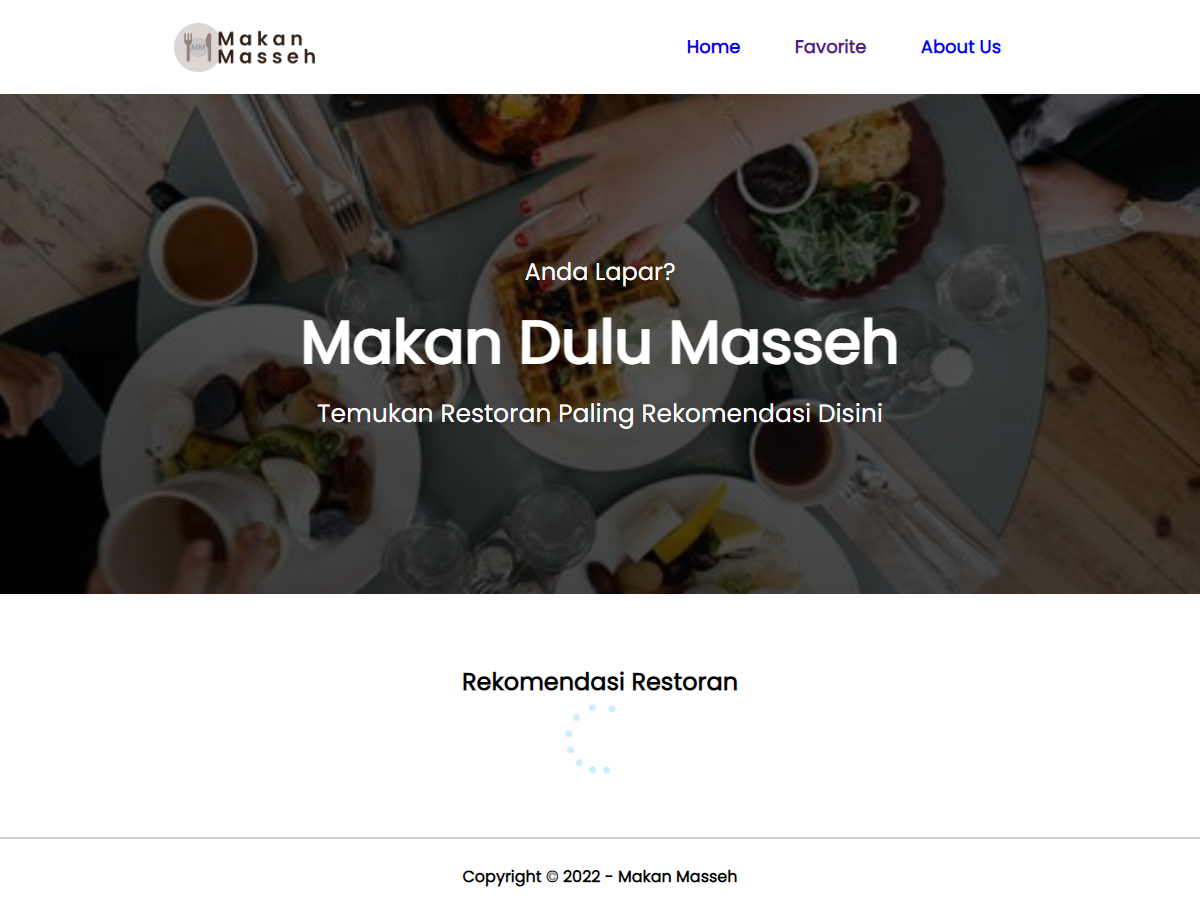 MM
Makan
Masseh
Home
Favorite
About Us
Anda Lapar?
Makan Dulu Masseh
Temukan Restoran Paling Rekomendasi Disini
Rekomendasi Restoran
Copyright © 2022 - Makan Masseh